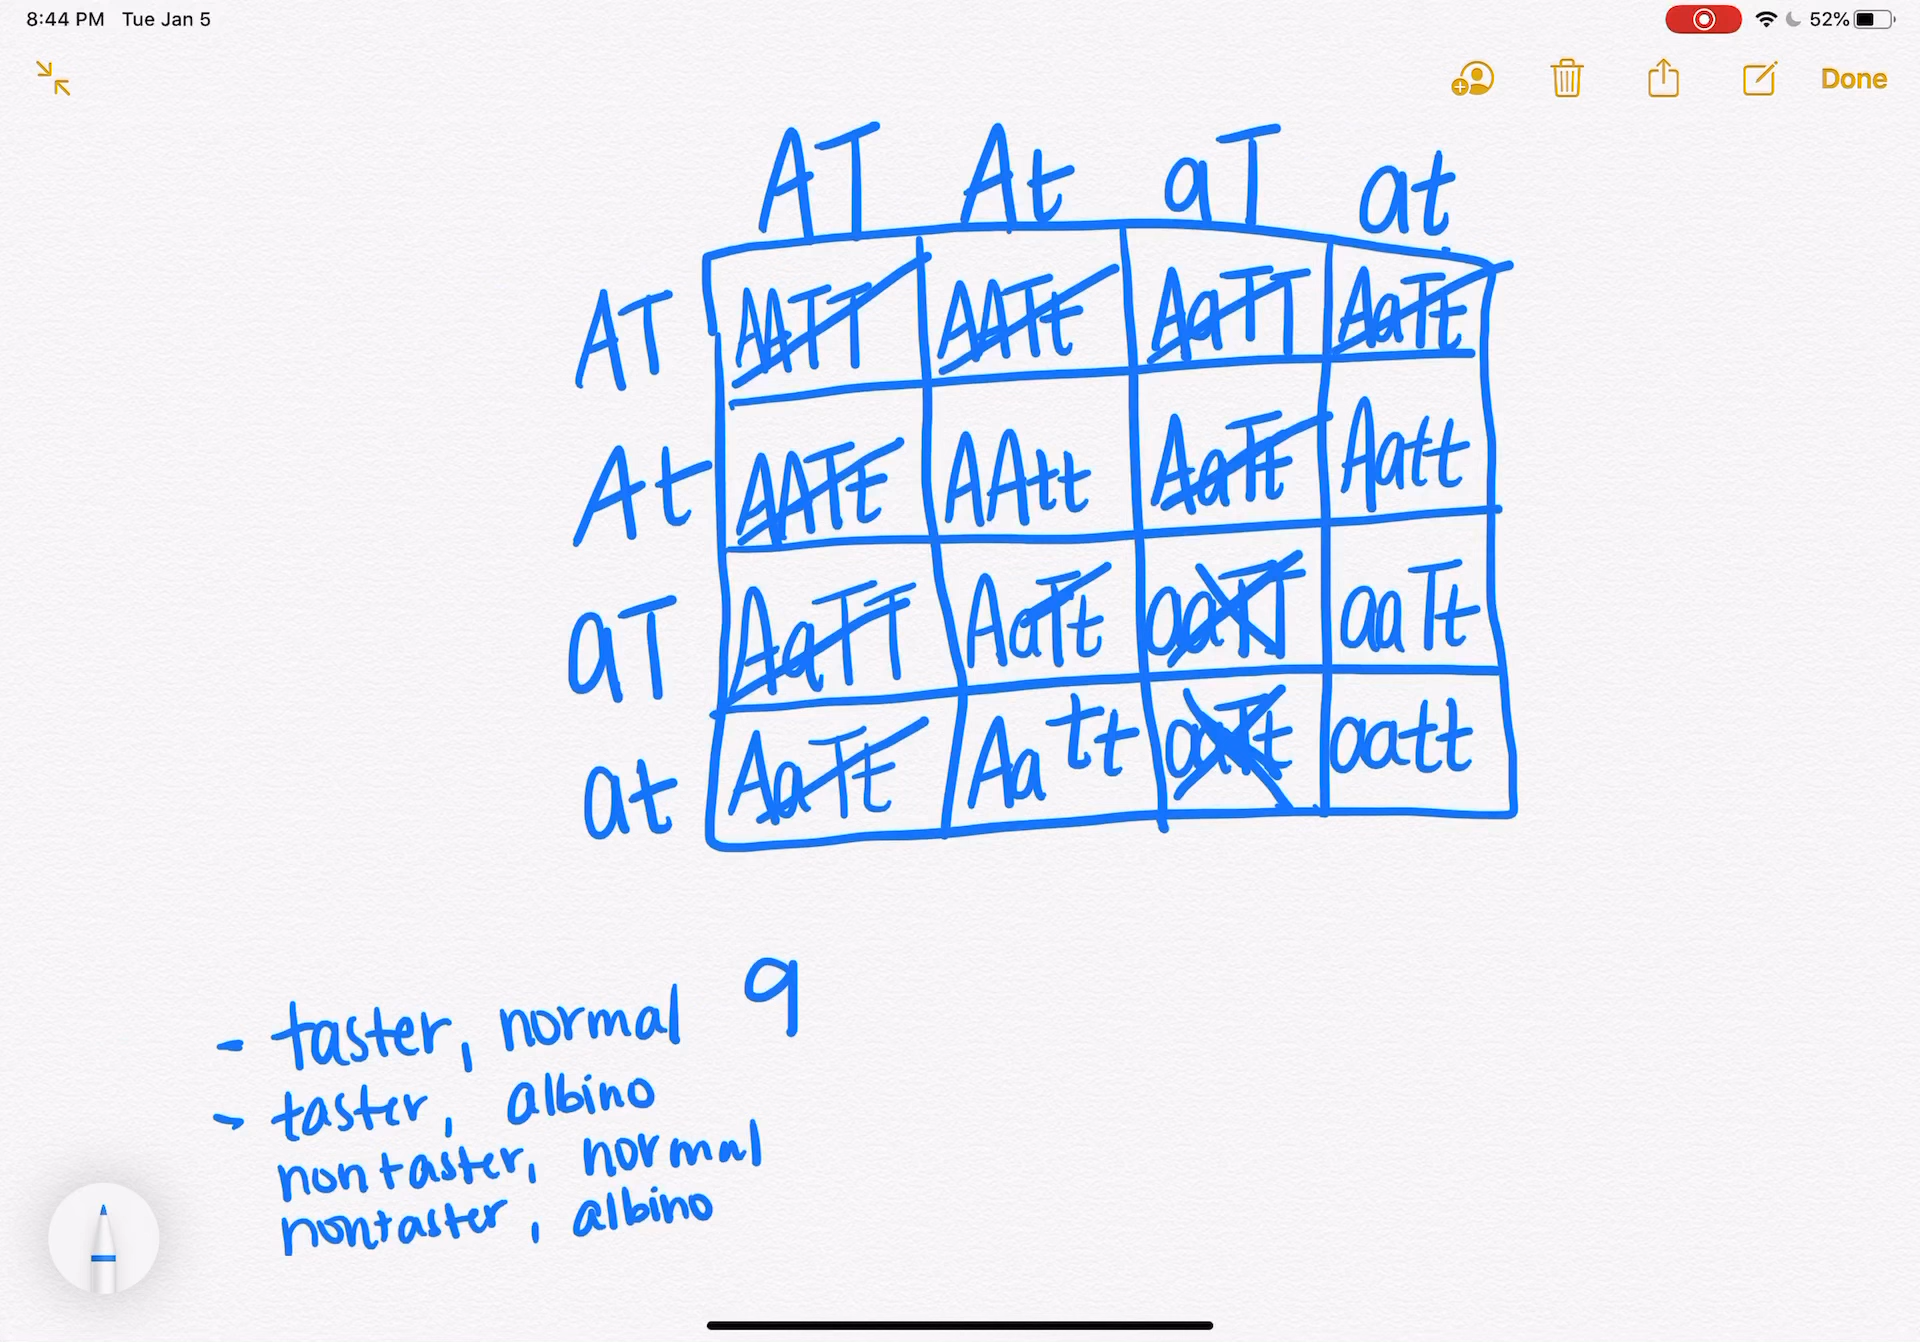 8:44 PM Tue Jan 5 52%
Done
AT At aT at
AT AATT AATt AaTT AaTt
At AATt AAtt AaTt Aatt
aT AaTT AaTt aaTT aaTt
at AaTt Aatt aaTt aatt
- taster, normal 9
- taster, albino
nontaster, normal
nontaster, albino